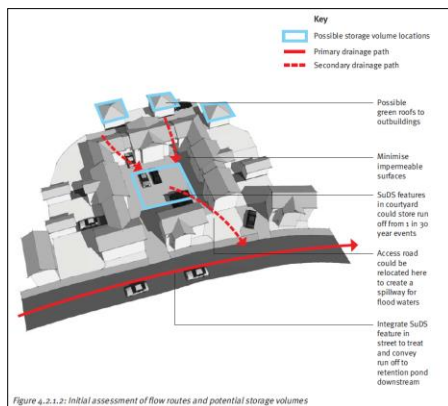 Key
Possible storage volume locations
Primary drainage path
Secondary drainage path
Possible
green roofs to
outbuildings
Minimise
impermeable
surfaces
SuDS features
in courtyard could
store run
off from 1 in 30
year events
Access road
could be
relocated here
to create a
spillway for
flood waters
Integrate SuDS
feature
in street to treat
and convey
run off to
retention pond
downstream
Figure 4.2.1.2: Initial assessment of flow routes and potential storage volumes